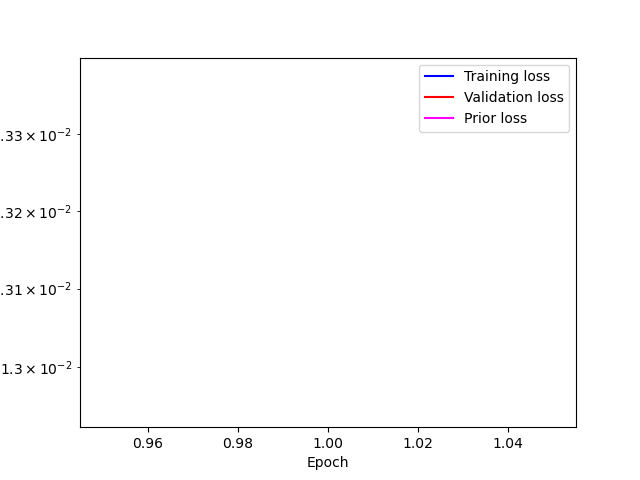 Training loss
Validation loss
Prior loss
.33 × 10⁻²
.32 × 10⁻²
.31 × 10⁻²
1.3 × 10⁻²
0.96 0.98 1.00 1.02 1.04
Epoch